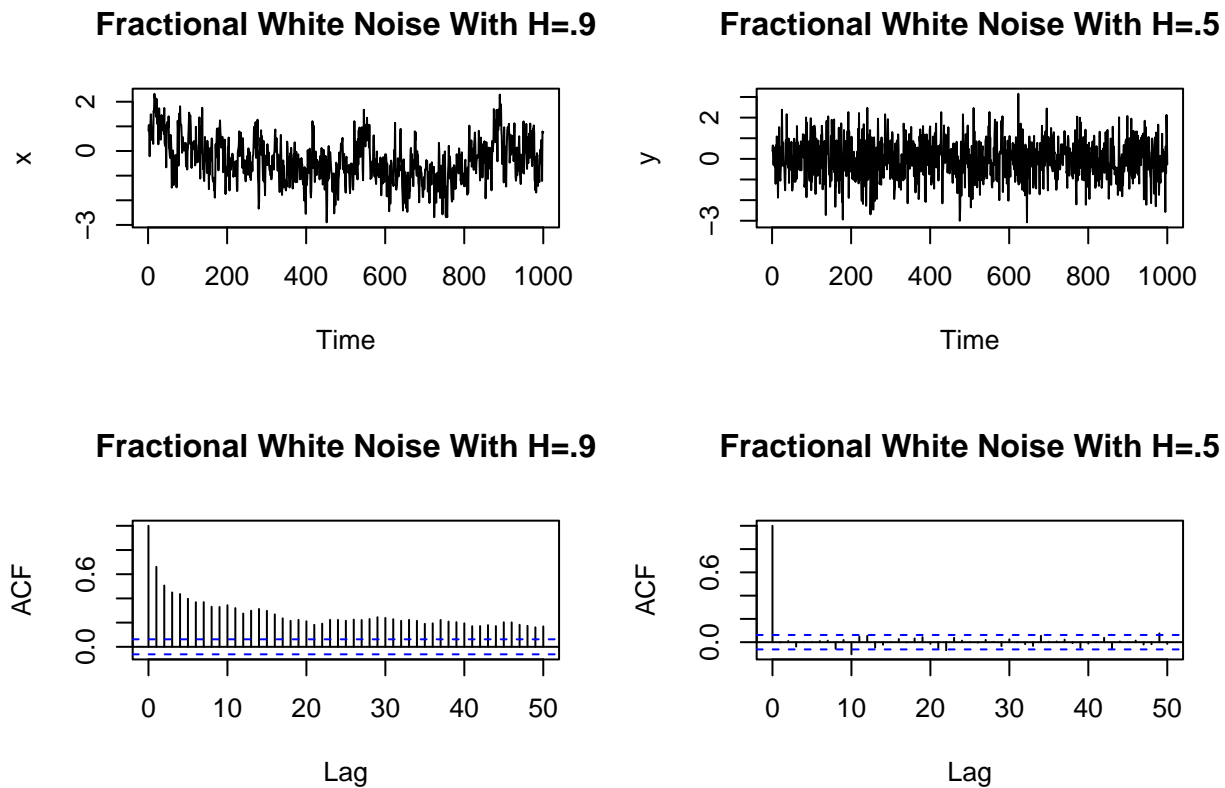 Fractional White Noise With H=.9
x
2
0
−3
0 200 400 600 800 1000
Time
Fractional White Noise With H=.5
y
2
0
−3
0 200 400 600 800 1000
Time
Fractional White Noise With H=.9
ACF
0.6
0.0
0 10 20 30 40 50
Lag
Fractional White Noise With H=.5
ACF
0.6
0.0
0 10 20 30 40 50
Lag